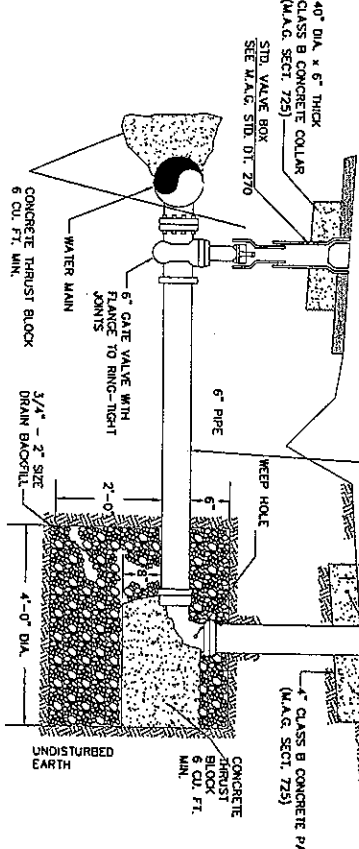 40" DIA. x 6" THICK
CLASS B CONCRETE COLLAR
(M.A.G. SECT. 725)
STD. VALVE BOX
SEE M.A.G. STD. DT. 270
CONCRETE THRUST BLOCK
6 CU. FT. MIN.
WATER MAIN
6" GATE VALVE WITH
FLANGE TO RING-TIGHT
JOINTS
6" PIPE
3/4" - 2" SIZE
DRAIN BACKFILL
2'-0"
6"
WEEP HOLE
4'-0" DIA.
4" CLASS B CONCRETE PA
(M.A.G. SECT. 725)
CONCRETE
THRUST
BLOCK
6 CU. FT.
MIN.
UNDISTURBED
EARTH